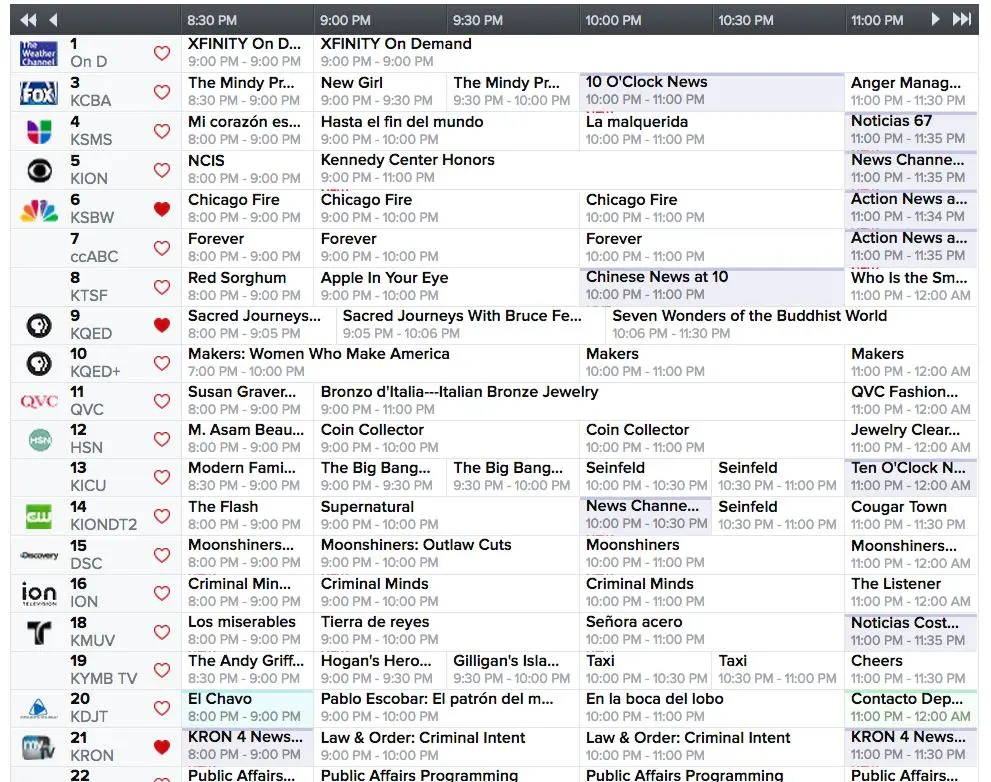 8:30 PM 9:00 PM 9:30 PM 10:00 PM 10:30 PM 11:00 PM
The Weather Channel
1 XFINITY On D... XFINITY On Demand
On D 9:00 PM - 9:00 PM 9:00 PM - 9:00 PM
FOX
3 The Mindy Pr... New Girl The Mindy Pr... 10 O'Clock News Anger Manag...
KCBA 8:30 PM - 9:00 PM 9:00 PM - 9:30 PM 9:30 PM - 10:00 PM 10:00 PM - 11:00 PM 11:00 PM - 11:30 PM
4 Mi corazón es... Hasta el fin del mundo La malquerida Noticias 67
KSMS 8:00 PM - 9:00 PM 9:00 PM - 10:00 PM 10:00 PM - 11:00 PM 11:00 PM - 11:35 PM
5 NCIS Kennedy Center Honors News Channe...
KION 8:00 PM - 9:00 PM 9:00 PM - 11:00 PM 11:00 PM - 11:35 PM
6 Chicago Fire Chicago Fire Chicago Fire Action News a...
KSBW 8:00 PM - 9:00 PM 9:00 PM - 10:00 PM 10:00 PM - 11:00 PM 11:00 PM - 11:34 PM
7 Forever Forever Forever Action News a...
ccABC 8:00 PM - 9:00 PM 9:00 PM - 10:00 PM 10:00 PM - 11:00 PM 11:00 PM - 11:35 PM
8 Red Sorghum Apple In Your Eye Chinese News at 10 Who Is the Sm...
KTSF 8:00 PM - 9:00 PM 9:00 PM - 10:00 PM 10:00 PM - 11:00 PM 11:00 PM - 12:00 AM
9 Sacred Journeys... Sacred Journeys With Bruce Fe... Seven Wonders of the Buddhist World
KQED 8:00 PM - 9:05 PM 9:05 PM - 10:06 PM 10:06 PM - 11:30 PM
10 Makers: Women Who Make America Makers Makers
KQED+ 7:00 PM - 10:00 PM 10:00 PM - 11:00 PM 11:00 PM - 12:00 AM
QVC
11 Susan Graver... Bronzo d'Italia---Italian Bronze Jewelry QVC Fashion...
QVC 8:00 PM - 9:00 PM 9:00 PM - 11:00 PM 11:00 PM - 12:00 AM
HSN
12 M. Asam Beau... Coin Collector Coin Collector Jewelry Clear...
HSN 8:00 PM - 9:00 PM 9:00 PM - 10:00 PM 10:00 PM - 11:00 PM 11:00 PM - 12:00 AM
13 Modern Fami... The Big Bang... The Big Bang... Seinfeld Seinfeld Ten O'Clock N...
KICU 8:30 PM - 9:00 PM 9:00 PM - 9:30 PM 9:30 PM - 10:00 PM 10:00 PM - 10:30 PM 10:30 PM - 11:00 PM 11:00 PM - 12:00 AM
CW
14 The Flash Supernatural News Channe... Seinfeld Cougar Town
KIONDT2 8:00 PM - 9:00 PM 9:00 PM - 10:00 PM 10:00 PM - 10:30 PM 10:30 PM - 11:00 PM 11:00 PM - 11:30 PM
Discovery
15 Moonshiners... Moonshiners: Outlaw Cuts Moonshiners Moonshiners...
DSC 8:00 PM - 9:00 PM 9:00 PM - 10:00 PM 10:00 PM - 11:00 PM 11:00 PM - 12:00 AM
ion TELEVISION
16 Criminal Min... Criminal Minds Criminal Minds The Listener
ION 8:00 PM - 9:00 PM 9:00 PM - 10:00 PM 10:00 PM - 11:00 PM 11:00 PM - 12:00 AM
18 Los miserables Tierra de reyes Señora acero Noticias Cost...
KMUV 8:00 PM - 9:00 PM 9:00 PM - 10:00 PM 10:00 PM - 11:00 PM 11:00 PM - 11:35 PM
19 The Andy Griff... Hogan's Hero... Gilligan's Isla... Taxi Taxi Cheers
KYMB TV 8:30 PM - 9:00 PM 9:00 PM - 9:30 PM 9:30 PM - 10:00 PM 10:00 PM - 10:30 PM 10:30 PM - 11:00 PM 11:00 PM - 11:30 PM
20 El Chavo Pablo Escobar: El patrón del m... En la boca del lobo Contacto Dep...
KDJT 8:00 PM - 9:00 PM 9:00 PM - 10:00 PM 10:00 PM - 11:00 PM 11:00 PM - 12:00 AM
my TV
21 KRON 4 News... Law & Order: Criminal Intent Law & Order: Criminal Intent KRON 4 News...
KRON 8:00 PM - 9:00 PM 9:00 PM - 10:00 PM 10:00 PM - 11:00 PM 11:00 PM - 11:30 PM
22 Public Affairs... Public Affairs Programming Public Affairs Programming Public Affairs...